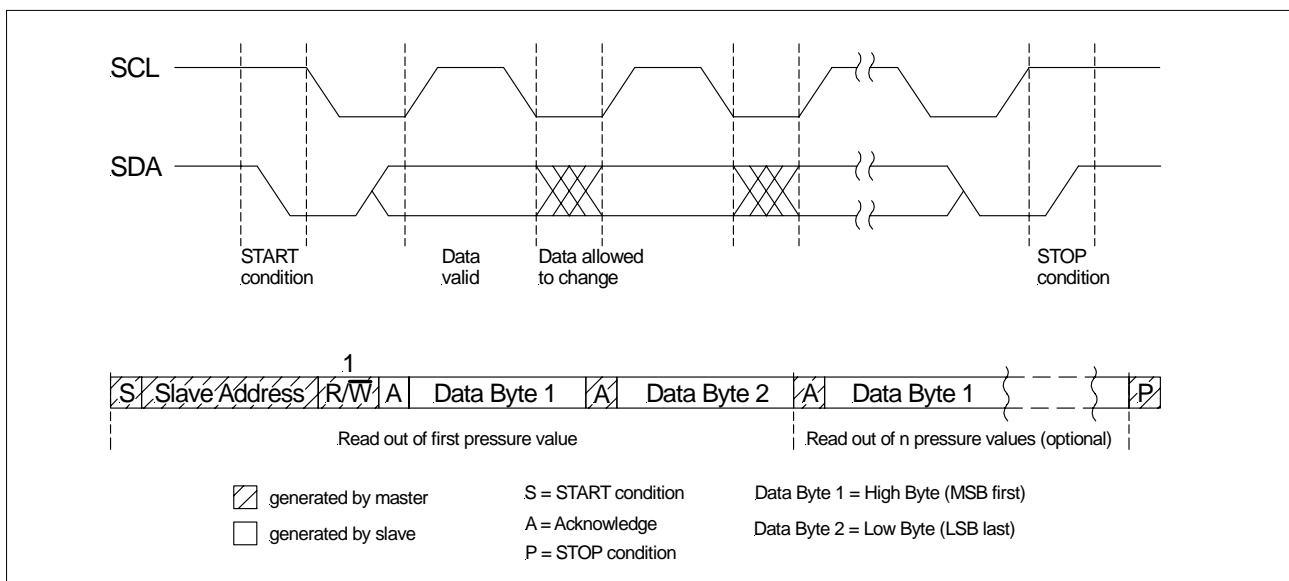 SCL
SDA
START
condition
Data
valid
Data allowed
to change
STOP
condition
1
S Slave Address R/W̅ A Data Byte 1 A Data Byte 2 A Data Byte 1 P
Read out of first pressure value
Read out of n pressure values (optional)
generated by master
generated by slave
S = START condition
A = Acknowledge
P = STOP condition
Data Byte 1 = High Byte (MSB first)
Data Byte 2 = Low Byte (LSB last)